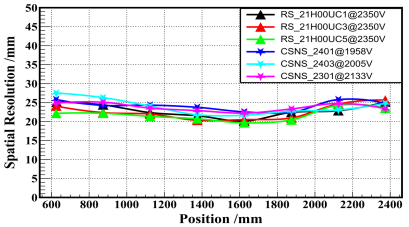 RS_21H00UC1@2350V
RS_21H00UC3@2350V
RS_21H00UC5@2350V
CSNS_2401@1958V
CSNS_2403@2005V
CSNS_2301@2133V
Spatial Resolution /mm
50
45
40
35
30
25
20
15
10
5
0
600 800 1000 1200 1400 1600 1800 2000 2200 2400
Position /mm